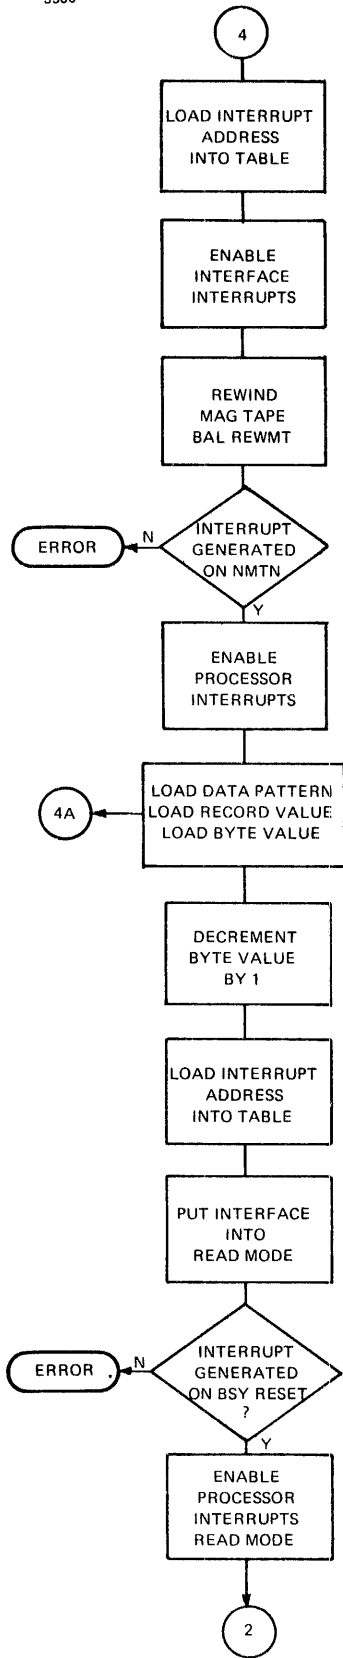 4
LOAD INTERRUPT
ADDRESS
INTO TABLE
ENABLE
INTERFACE
INTERRUPTS
REWIND
MAG TAPE
BAL REWMT
INTERRUPT
GENERATED
ON NMTN
N
ERROR
Y
ENABLE
PROCESSOR
INTERRUPTS
LOAD DATA PATTERN
LOAD RECORD VALUE
LOAD BYTE VALUE
4A
DECREMENT
BYTE VALUE
BY 1
LOAD INTERRUPT
ADDRESS
INTO TABLE
PUT INTERFACE
INTO
READ MODE
INTERRUPT
GENERATED
ON BSY RESET
?
N
ERROR
Y
ENABLE
PROCESSOR
INTERRUPTS
READ MODE
2